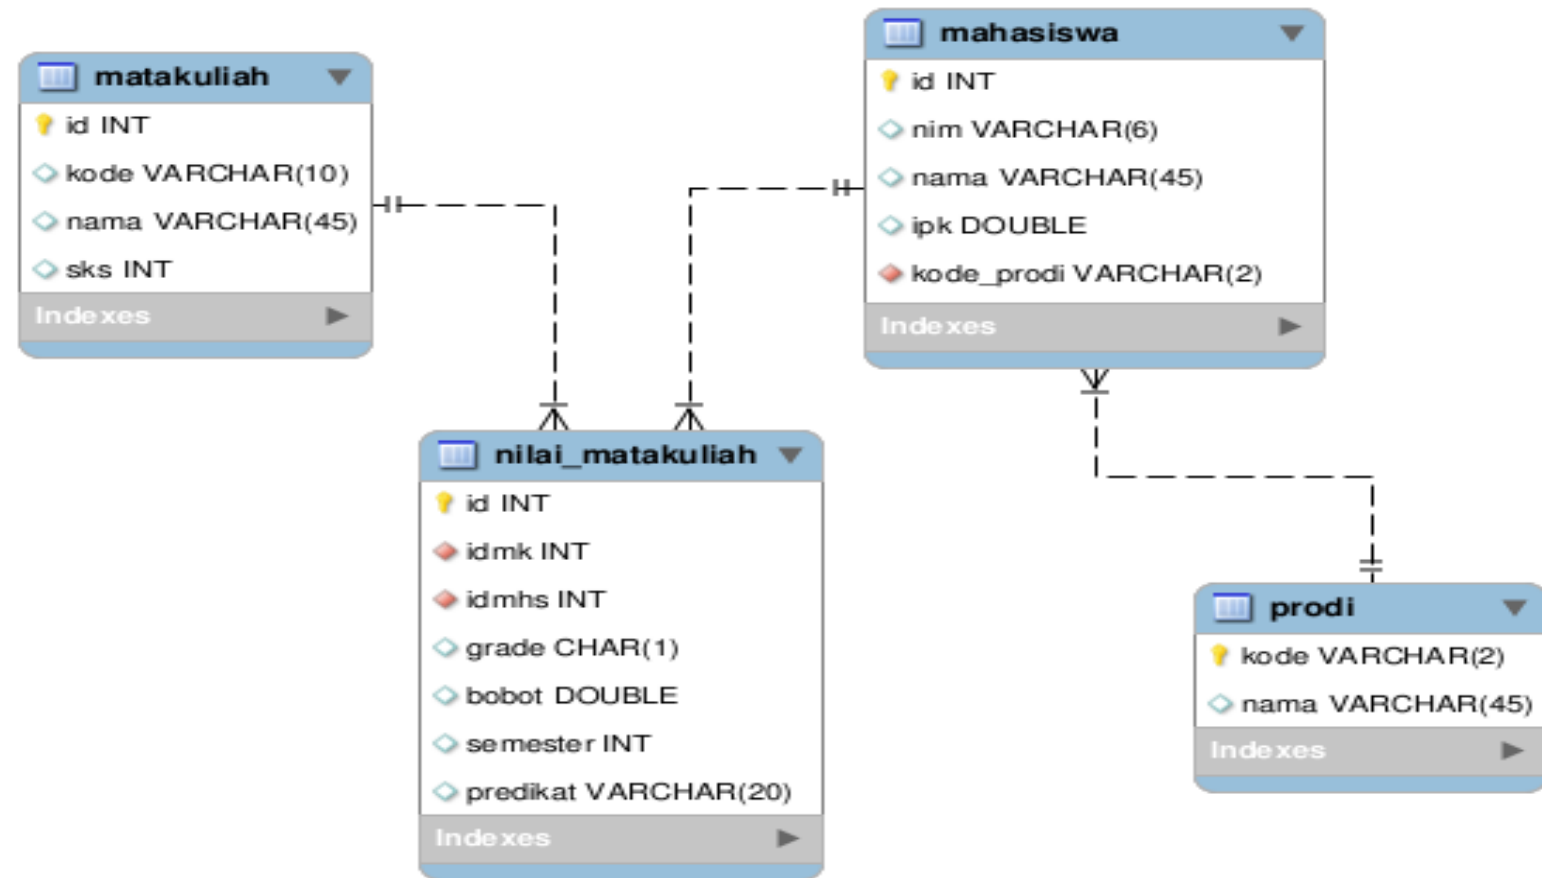 matakuliah
id INT
kode VARCHAR(10)
nama VARCHAR(45)
sks INT
Indexes
mahasiswa
id INT
nim VARCHAR(6)
nama VARCHAR(45)
ipk DOUBLE
kode_prodi VARCHAR(2)
Indexes
nilai_matakuliah
id INT
idmk INT
idmhs INT
grade CHAR(1)
bobot DOUBLE
semester INT
predikat VARCHAR(20)
Indexes
prodi
kode VARCHAR(2)
nama VARCHAR(45)
Indexes